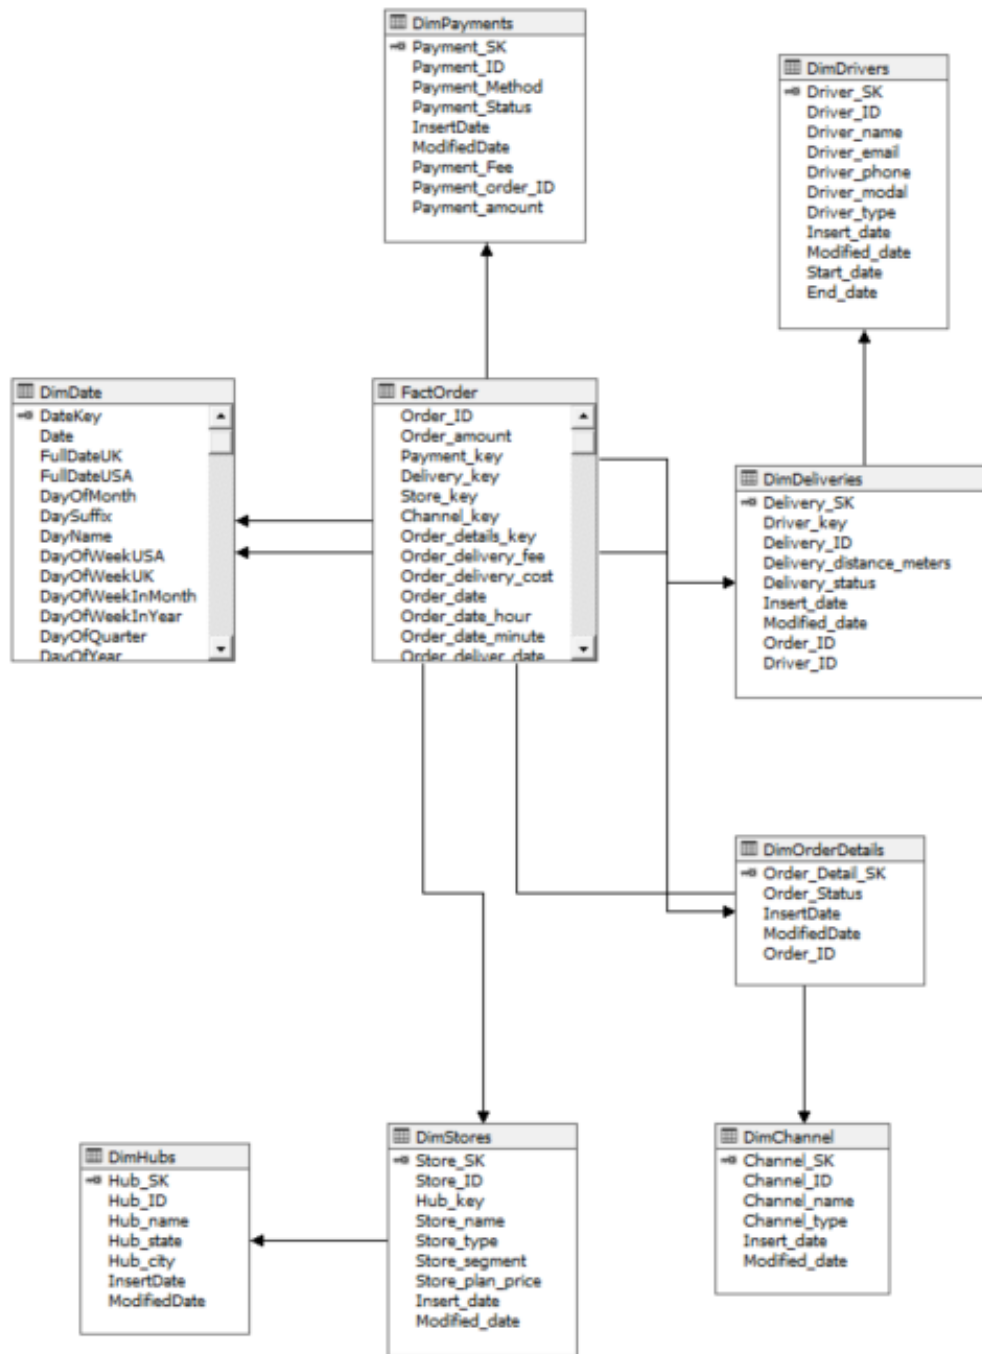 DimPayments
Payment_SK
Payment_ID
Payment_Method
Payment_Status
InsertDate
ModifiedDate
Payment_Fee
Payment_order_ID
Payment_amount
DimDrivers
Driver_SK
Driver_ID
Driver_name
Driver_email
Driver_phone
Driver_modal
Driver_type
Insert_date
Modified_date
Start_date
End_date
DimDate
DateKey
Date
FullDateUK
FullDateUSA
DayOfMonth
DaySuffix
DayName
DayOfWeekUSA
DayOfWeekUK
DayOfWeekInMonth
DayOfWeekInYear
DayOfQuarter
DayOfYear
FactOrder
Order_ID
Order_amount
Payment_key
Delivery_key
Store_key
Channel_key
Order_details_key
Order_delivery_fee
Order_delivery_cost
Order_date
Order_date_hour
Order_date_minute
Order_deliver_date
DimDeliveries
Delivery_SK
Driver_key
Delivery_ID
Delivery_distance_meters
Delivery_status
Insert_date
Modified_date
Order_ID
Driver_ID
DimOrderDetails
Order_Detail_SK
Order_Status
InsertDate
ModifiedDate
Order_ID
DimHubs
Hub_SK
Hub_ID
Hub_name
Hub_state
Hub_city
InsertDate
ModifiedDate
DimStores
Store_SK
Store_ID
Hub_key
Store_name
Store_type
Store_segment
Store_plan_price
Insert_date
Modified_date
DimChannel
Channel_SK
Channel_ID
Channel_name
Channel_type
Insert_date
Modified_date